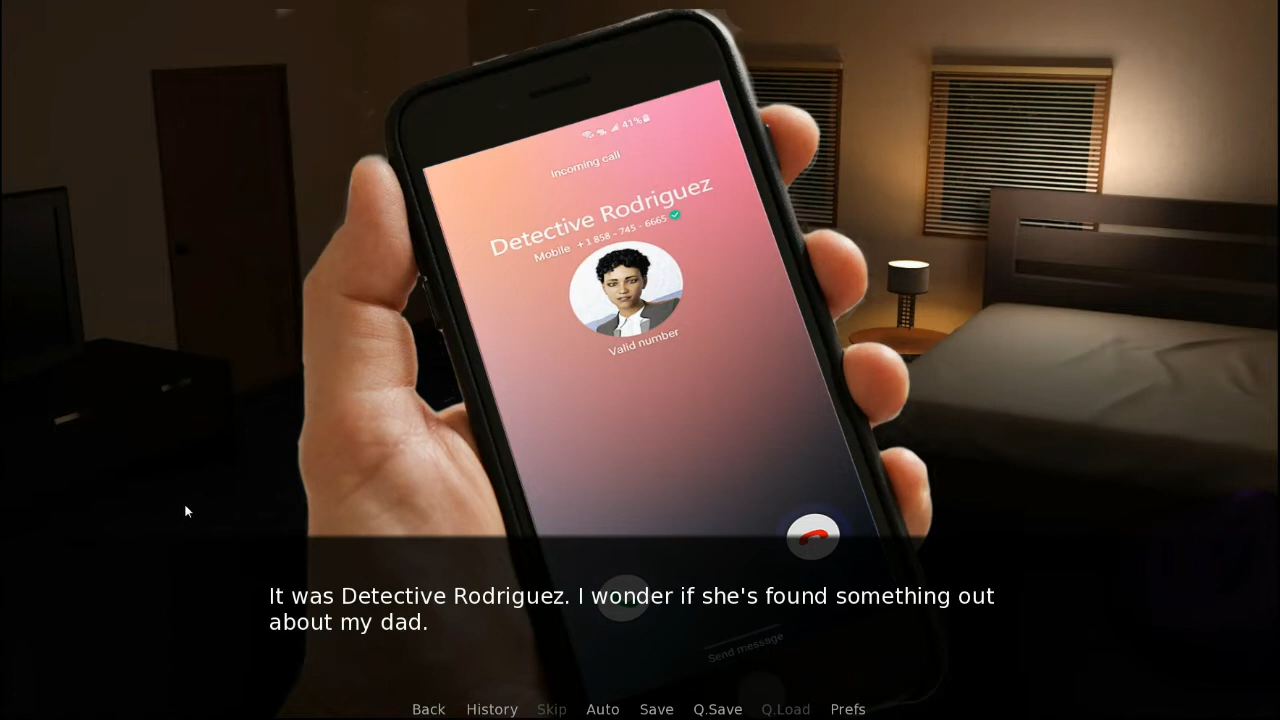 41%
Incoming call
Detective Rodriguez
Mobile +1 858 - 745 - 6665
Valid number
It was Detective Rodriguez. I wonder if she's found something out
about my dad.
Send message
Back History Skip Auto Save Q.Save Q.Load Prefs